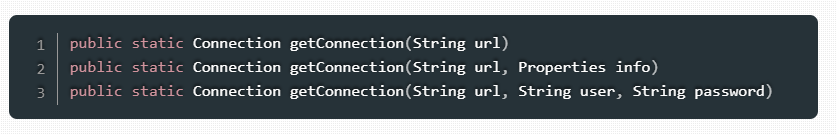 1 public static Connection getConnection(String url)
2 public static Connection getConnection(String url, Properties info)
3 public static Connection getConnection(String url, String user, String password)